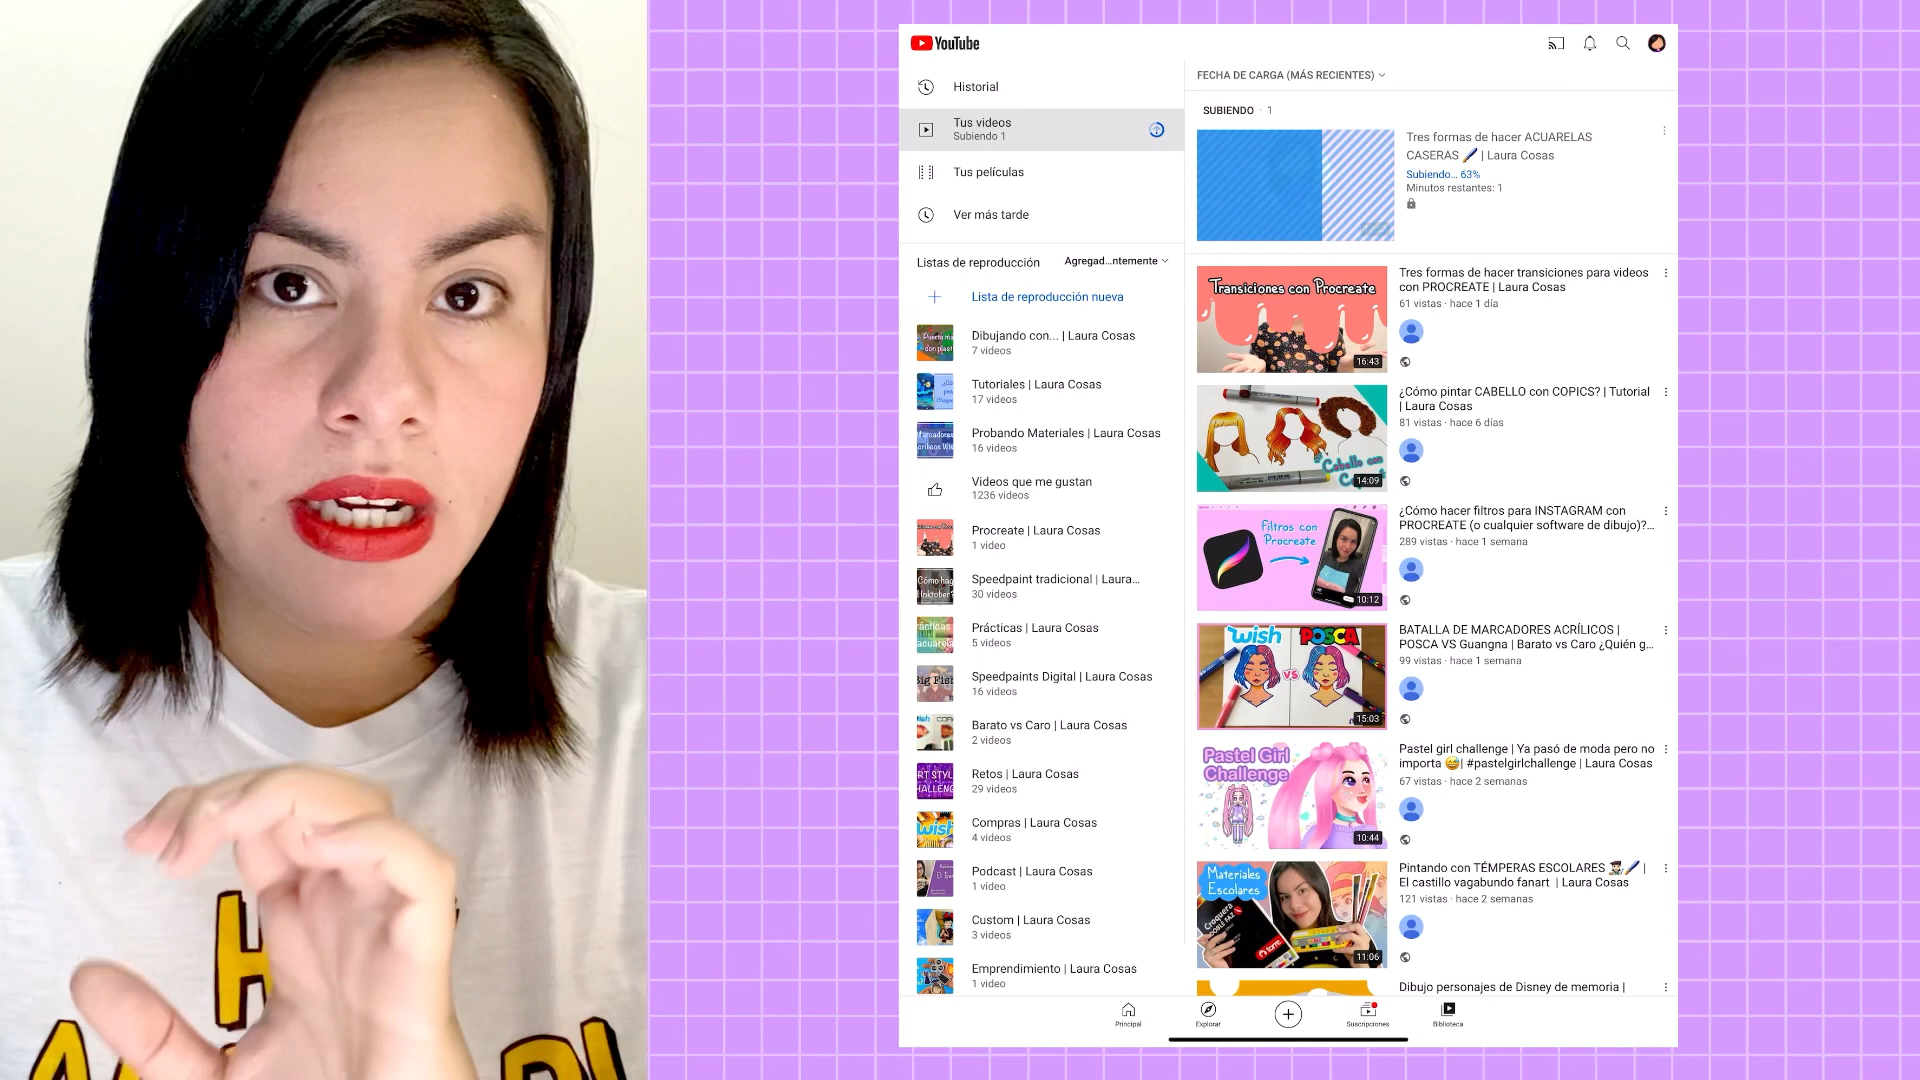 YouTube
Historial
Tus videos
Subiendo 1
Tus películas
Ver más tarde
Listas de reproducción
Agregad...ntemente
Lista de reproducción nueva
Dibujando con... | Laura Cosas
7 videos
Tutoriales | Laura Cosas
17 videos
Probando Materiales | Laura Cosas
16 videos
Videos que me gustan
1236 videos
Procreate | Laura Cosas
1 video
Speedpaint tradicional | Laura...
30 videos
Prácticas | Laura Cosas
5 videos
Speedpaints Digital | Laura Cosas
16 videos
Barato vs Caro | Laura Cosas
2 videos
Retos | Laura Cosas
29 videos
Compras | Laura Cosas
4 videos
Podcast | Laura Cosas
1 video
Custom | Laura Cosas
3 videos
Emprendimiento | Laura Cosas
1 video
FECHA DE CARGA (MÁS RECIENTES)
SUBIENDO · 1
Tres formas de hacer ACUARELAS
CASERAS 🖌️ | Laura Cosas
Subiendo... 63%
Minutos restantes: 1
Transiciones con Procreate
16:43
Tres formas de hacer transiciones para videos
con PROCREATE | Laura Cosas
61 vistas · hace 1 día
Cabello con
14:09
¿Cómo pintar CABELLO con COPICS? | Tutorial
| Laura Cosas
81 vistas · hace 6 días
Filtros con
Procreate
10:12
¿Cómo hacer filtros para INSTAGRAM con
PROCREATE (o cualquier software de dibujo)?...
289 vistas · hace 1 semana
wish
POSCA
VS
15:03
BATALLA DE MARCADORES ACRÍLICOS |
POSCA VS Guangna | Barato vs Caro ¿Quién g...
99 vistas · hace 1 semana
Pastel Girl
Challenge
10:44
Pastel girl challenge | Ya pasó de moda pero no
importa 😅| #pastelgirlchallenge | Laura Cosas
67 vistas · hace 2 semanas
Materiales
Escolares
Croquera
DOBLE FAZ
torre
11:06
Pintando con TÉMPERAS ESCOLARES 👨🏻‍🎨🖌️ |
El castillo vagabundo fanart | Laura Cosas
121 vistas · hace 2 semanas
Dibujo personajes de Disney de memoria |
Principal
Explorar
Suscripciones
Biblioteca